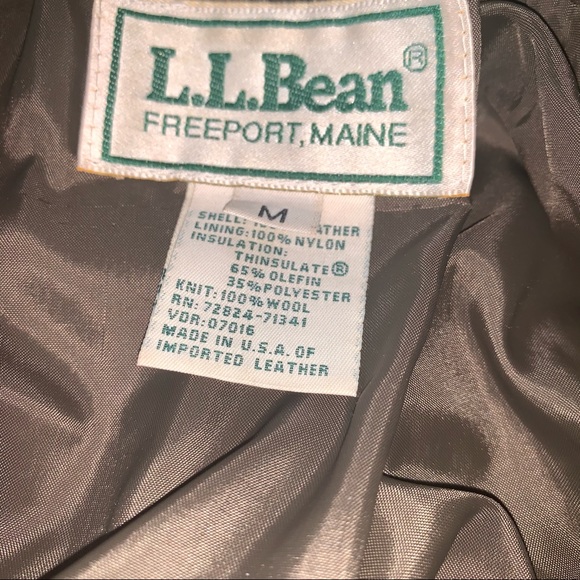 L.L.Bean®
FREEPORT, MAINE
M
SHELL:
LINING:100% NYLON
INSULATION:
THINSULATE®
65% OLEFIN
35%POLYESTER
KNIT:100% WOOL
RN: 72824-71341
VDR:07016
MADE IN U.S.A.OF
IMPORTED LEATHER